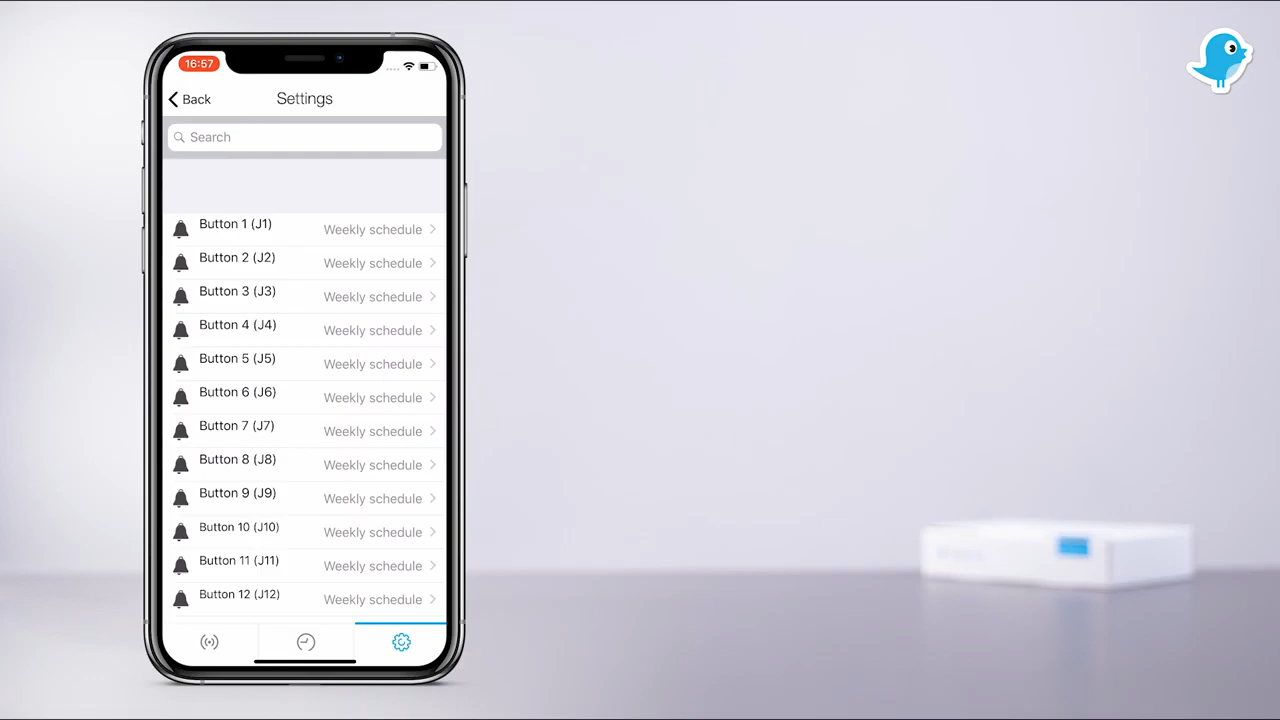 16:57
Back
Settings
Search
Button 1 (J1) Weekly schedule
Button 2 (J2) Weekly schedule
Button 3 (J3) Weekly schedule
Button 4 (J4) Weekly schedule
Button 5 (J5) Weekly schedule
Button 6 (J6) Weekly schedule
Button 7 (J7) Weekly schedule
Button 8 (J8) Weekly schedule
Button 9 (J9) Weekly schedule
Button 10 (J10) Weekly schedule
Button 11 (J11) Weekly schedule
Button 12 (J12) Weekly schedule